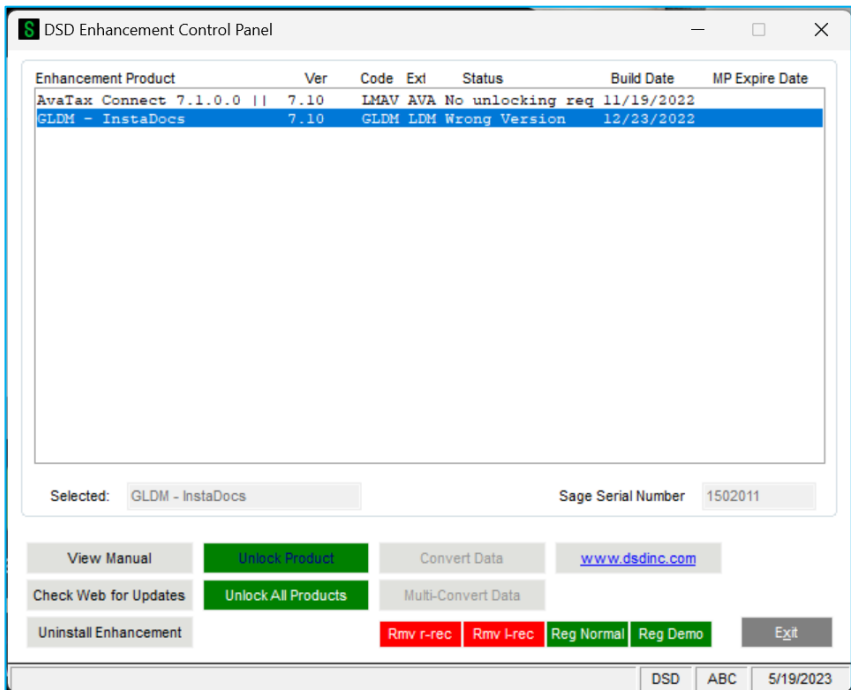 DSD Enhancement Control Panel
Enhancement Product Ver Code Ext Status Build Date MP Expire Date
AvaTax Connect 7.1.0.0 || 7.10 LMAV AVA No unlocking req 11/19/2022
GLDM - InstaDocs 7.10 GLDM LDM Wrong Version 12/23/2022
Selected: GLDM - InstaDocs Sage Serial Number 1502011
View Manual Unlock Product Convert Data www.dsdinc.com
Check Web for Updates Unlock All Products Multi-Convert Data
Uninstall Enhancement Rmv r-rec Rmv l-rec Reg Normal Reg Demo Exit
DSD ABC 5/19/2023